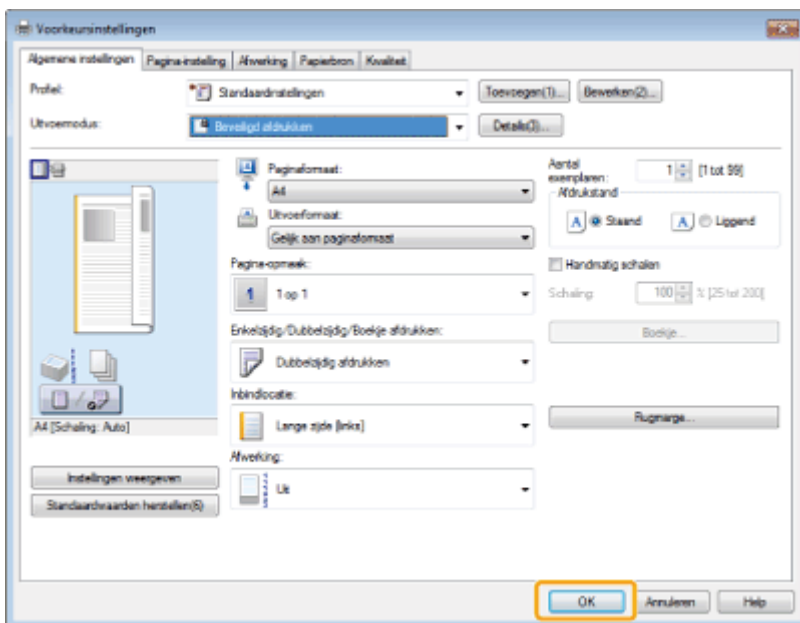 Voorkeursinstellingen
Algemene instellingen Pagina-instelling Afwerking Papierbron Kwaliteit
Profiel: Standaardinstellingen Toevoegen(1)... Bewerken(2)...
Uitvoermodus: Beveiligd afdrukken Details(3)...
Paginaformaat:
A4
Uitvoerformaat:
Gelijk aan paginaformaat
Pagina-opmaak:
1 1 op 1
Enkelzijdig/Dubbelzijdig/Boekje afdrukken:
Dubbelzijdig afdrukken
Inbindlocatie:
Lange zijde [links]
Afwerking:
Uit
Aantal
exemplaren: 1 [1 tot 99]
Afdrukstand
A Staand A Liggend
Handmatig schalen
Schaling: 100 % [25 tot 200]
Boekje...
Rugmarge...
A4 [Schaling: Auto]
Instellingen weergeven
Standaardwaarden herstellen(6)
OK Annuleren Help